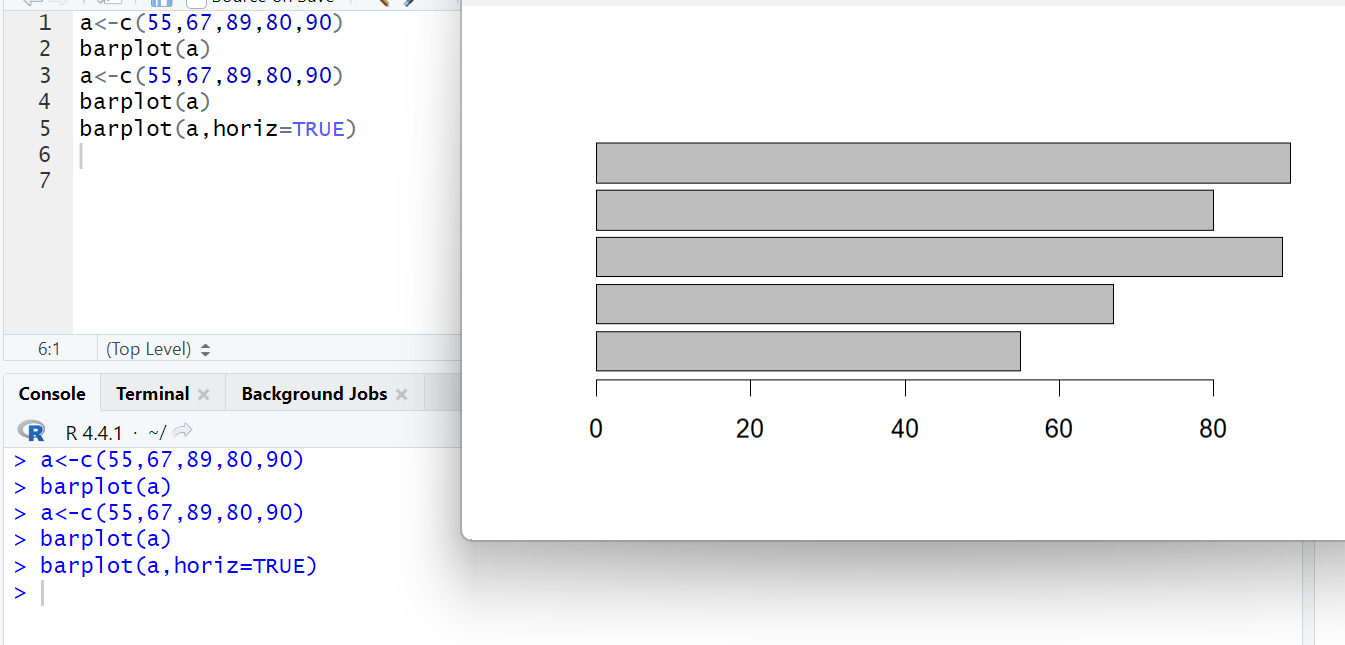 Source on Save
1 a<-c(55,67,89,80,90)
2 barplot(a)
3 a<-c(55,67,89,80,90)
4 barplot(a)
5 barplot(a,horiz=TRUE)
6
7
6:1 (Top Level)
Console Terminal Background Jobs
R R 4.4.1 · ~/
> a<-c(55,67,89,80,90)
> barplot(a)
> a<-c(55,67,89,80,90)
> barplot(a)
> barplot(a,horiz=TRUE)
>
0 20 40 60 80